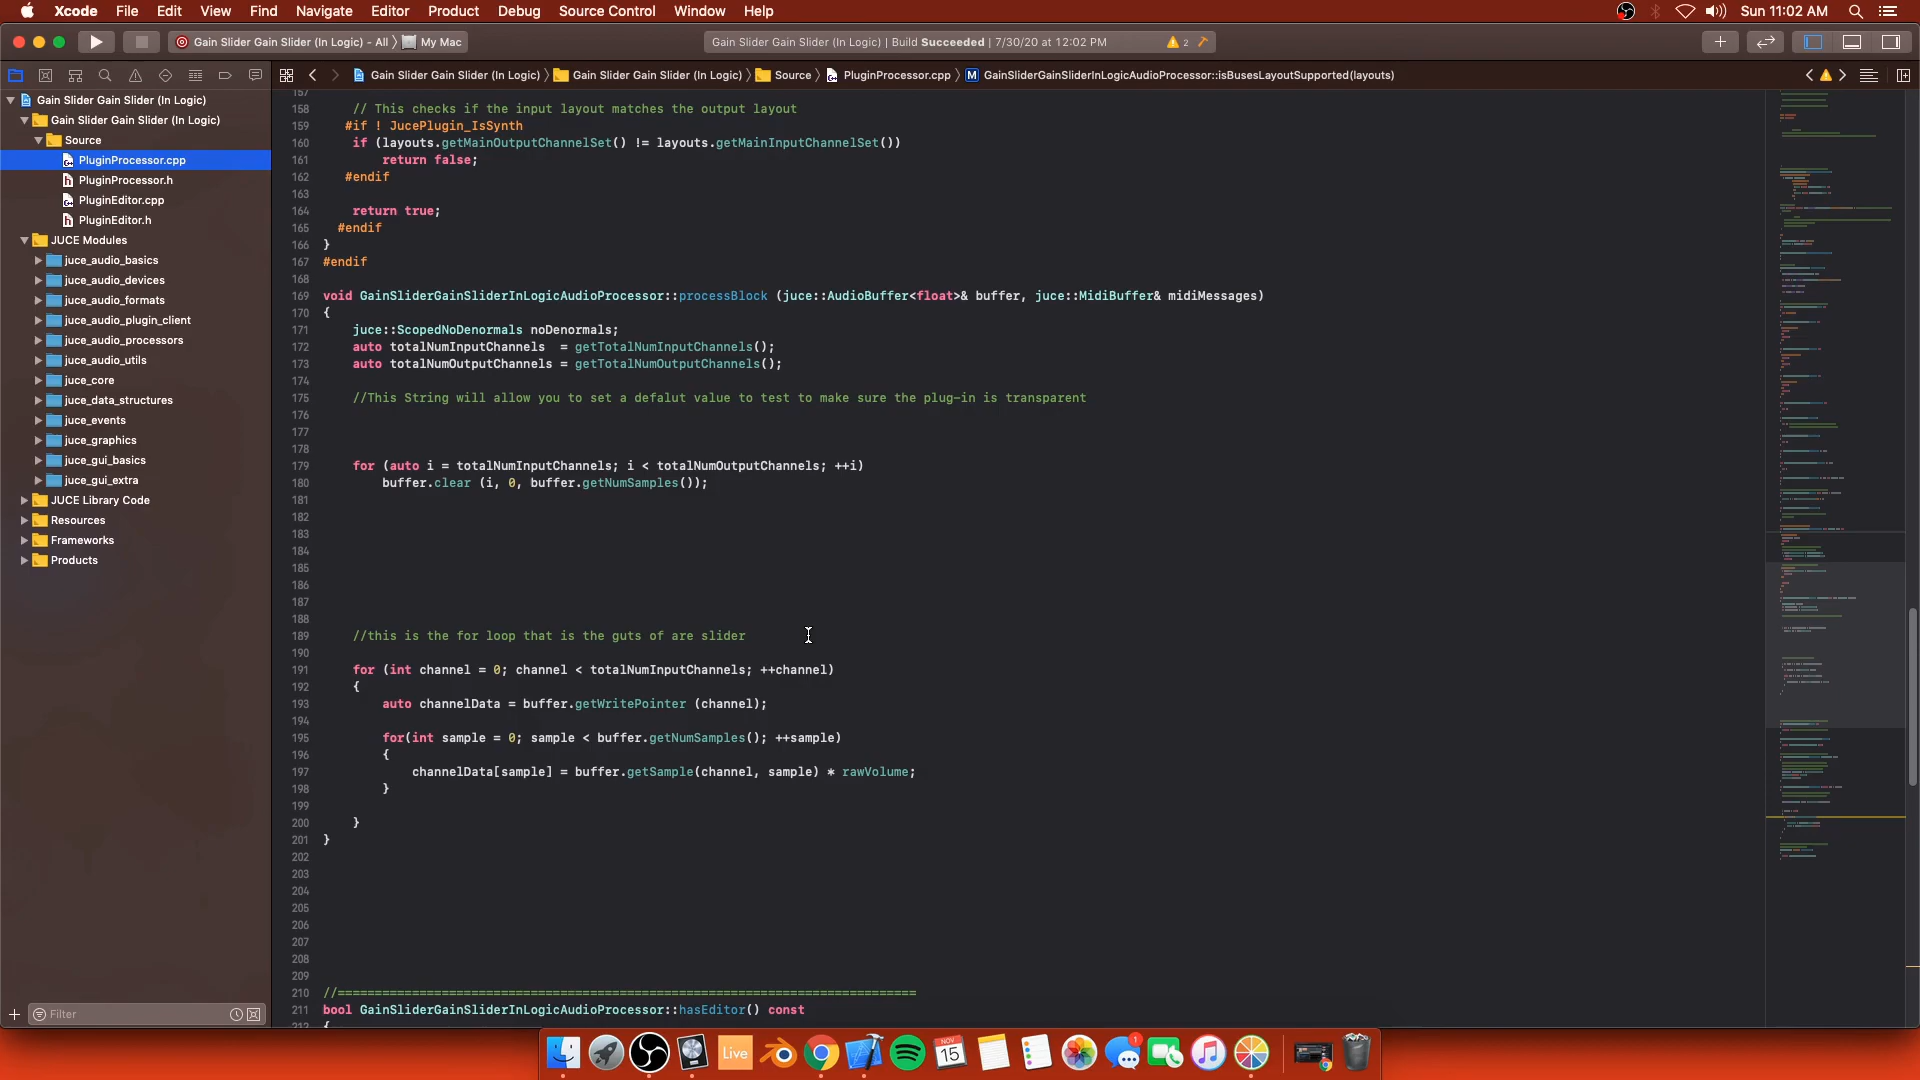 Xcode File Edit View Find Navigate Editor Product Debug Source Control Window Help Sun 11:02 AM
Gain Slider Gain Slider (In Logic) - All My Mac Gain Slider Gain Slider (In Logic) | Build Succeeded | 7/30/20 at 12:02 PM 2
Gain Slider Gain Slider (In Logic) Gain Slider Gain Slider (In Logic) Source PluginProcessor.cpp M GainSliderGainSliderInLogicAudioProcessor::isBusesLayoutSupported(layouts)
Gain Slider Gain Slider (In Logic)
Gain Slider Gain Slider (In Logic)
Source
PluginProcessor.cpp
PluginProcessor.h
PluginEditor.cpp
PluginEditor.h
JUCE Modules
juce_audio_basics
juce_audio_devices
juce_audio_formats
juce_audio_plugin_client
juce_audio_processors
juce_audio_utils
juce_core
juce_data_structures
juce_events
juce_graphics
juce_gui_basics
juce_gui_extra
JUCE Library Code
Resources
Frameworks
Products
Filter
157
158 // This checks if the input layout matches the output layout
159 #if ! JucePlugin_IsSynth
160 if (layouts.getMainOutputChannelSet() != layouts.getMainInputChannelSet())
161 return false;
162 #endif
163
164 return true;
165 #endif
166 }
167 #endif
168
169 void GainSliderGainSliderInLogicAudioProcessor::processBlock (juce::AudioBuffer<float>& buffer, juce::MidiBuffer& midiMessages)
170 {
171 juce::ScopedNoDenormals noDenormals;
172 auto totalNumInputChannels  = getTotalNumInputChannels();
173 auto totalNumOutputChannels = getTotalNumOutputChannels();
174
175 //This String will allow you to set a defalut value to test to make sure the plug-in is transparent
176
177
178
179 for (auto i = totalNumInputChannels; i < totalNumOutputChannels; ++i)
180 buffer.clear (i, 0, buffer.getNumSamples());
181
182
183
184
185
186
187
188
189 //this is the for loop that is the guts of are slider
190
191 for (int channel = 0; channel < totalNumInputChannels; ++channel)
192 {
193 auto channelData = buffer.getWritePointer (channel);
194
195 for(int sample = 0; sample < buffer.getNumSamples(); ++sample)
196 {
197 channelData[sample] = buffer.getSample(channel, sample) * rawVolume;
198 }
199
200 }
201 }
202
203
204
205
206
207
208
209
210 //==============================================================================
211 bool GainSliderGainSliderInLogicAudioProcessor::hasEditor() const
212 {
Live NOV 15 1